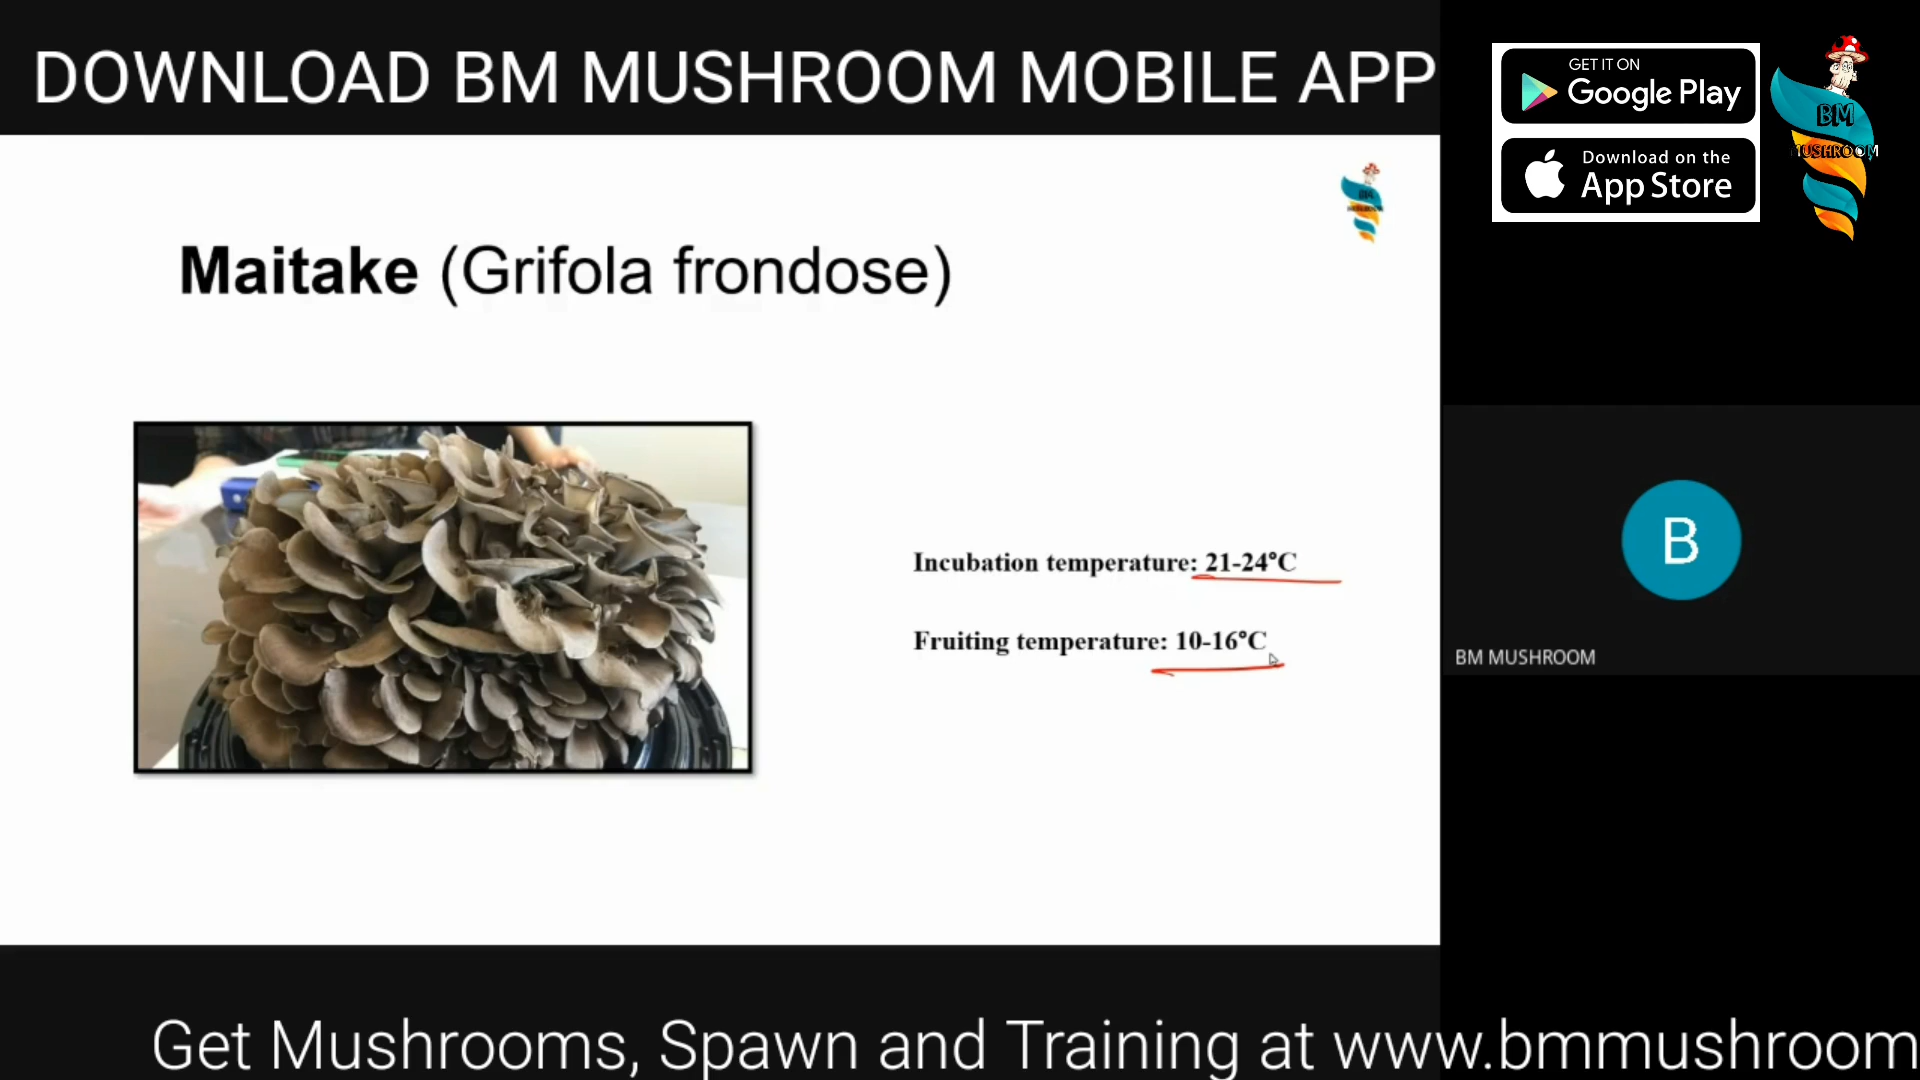 DOWNLOAD BM MUSHROOM MOBILE APP
GET IT ON
Google Play
Download on the
App Store
BM
MUSHROOM
Maitake (Grifola frondose)
Incubation temperature: 21-24°C
Fruiting temperature: 10-16°C
B
BM MUSHROOM
Get Mushrooms, Spawn and Training at www.bmmushroom